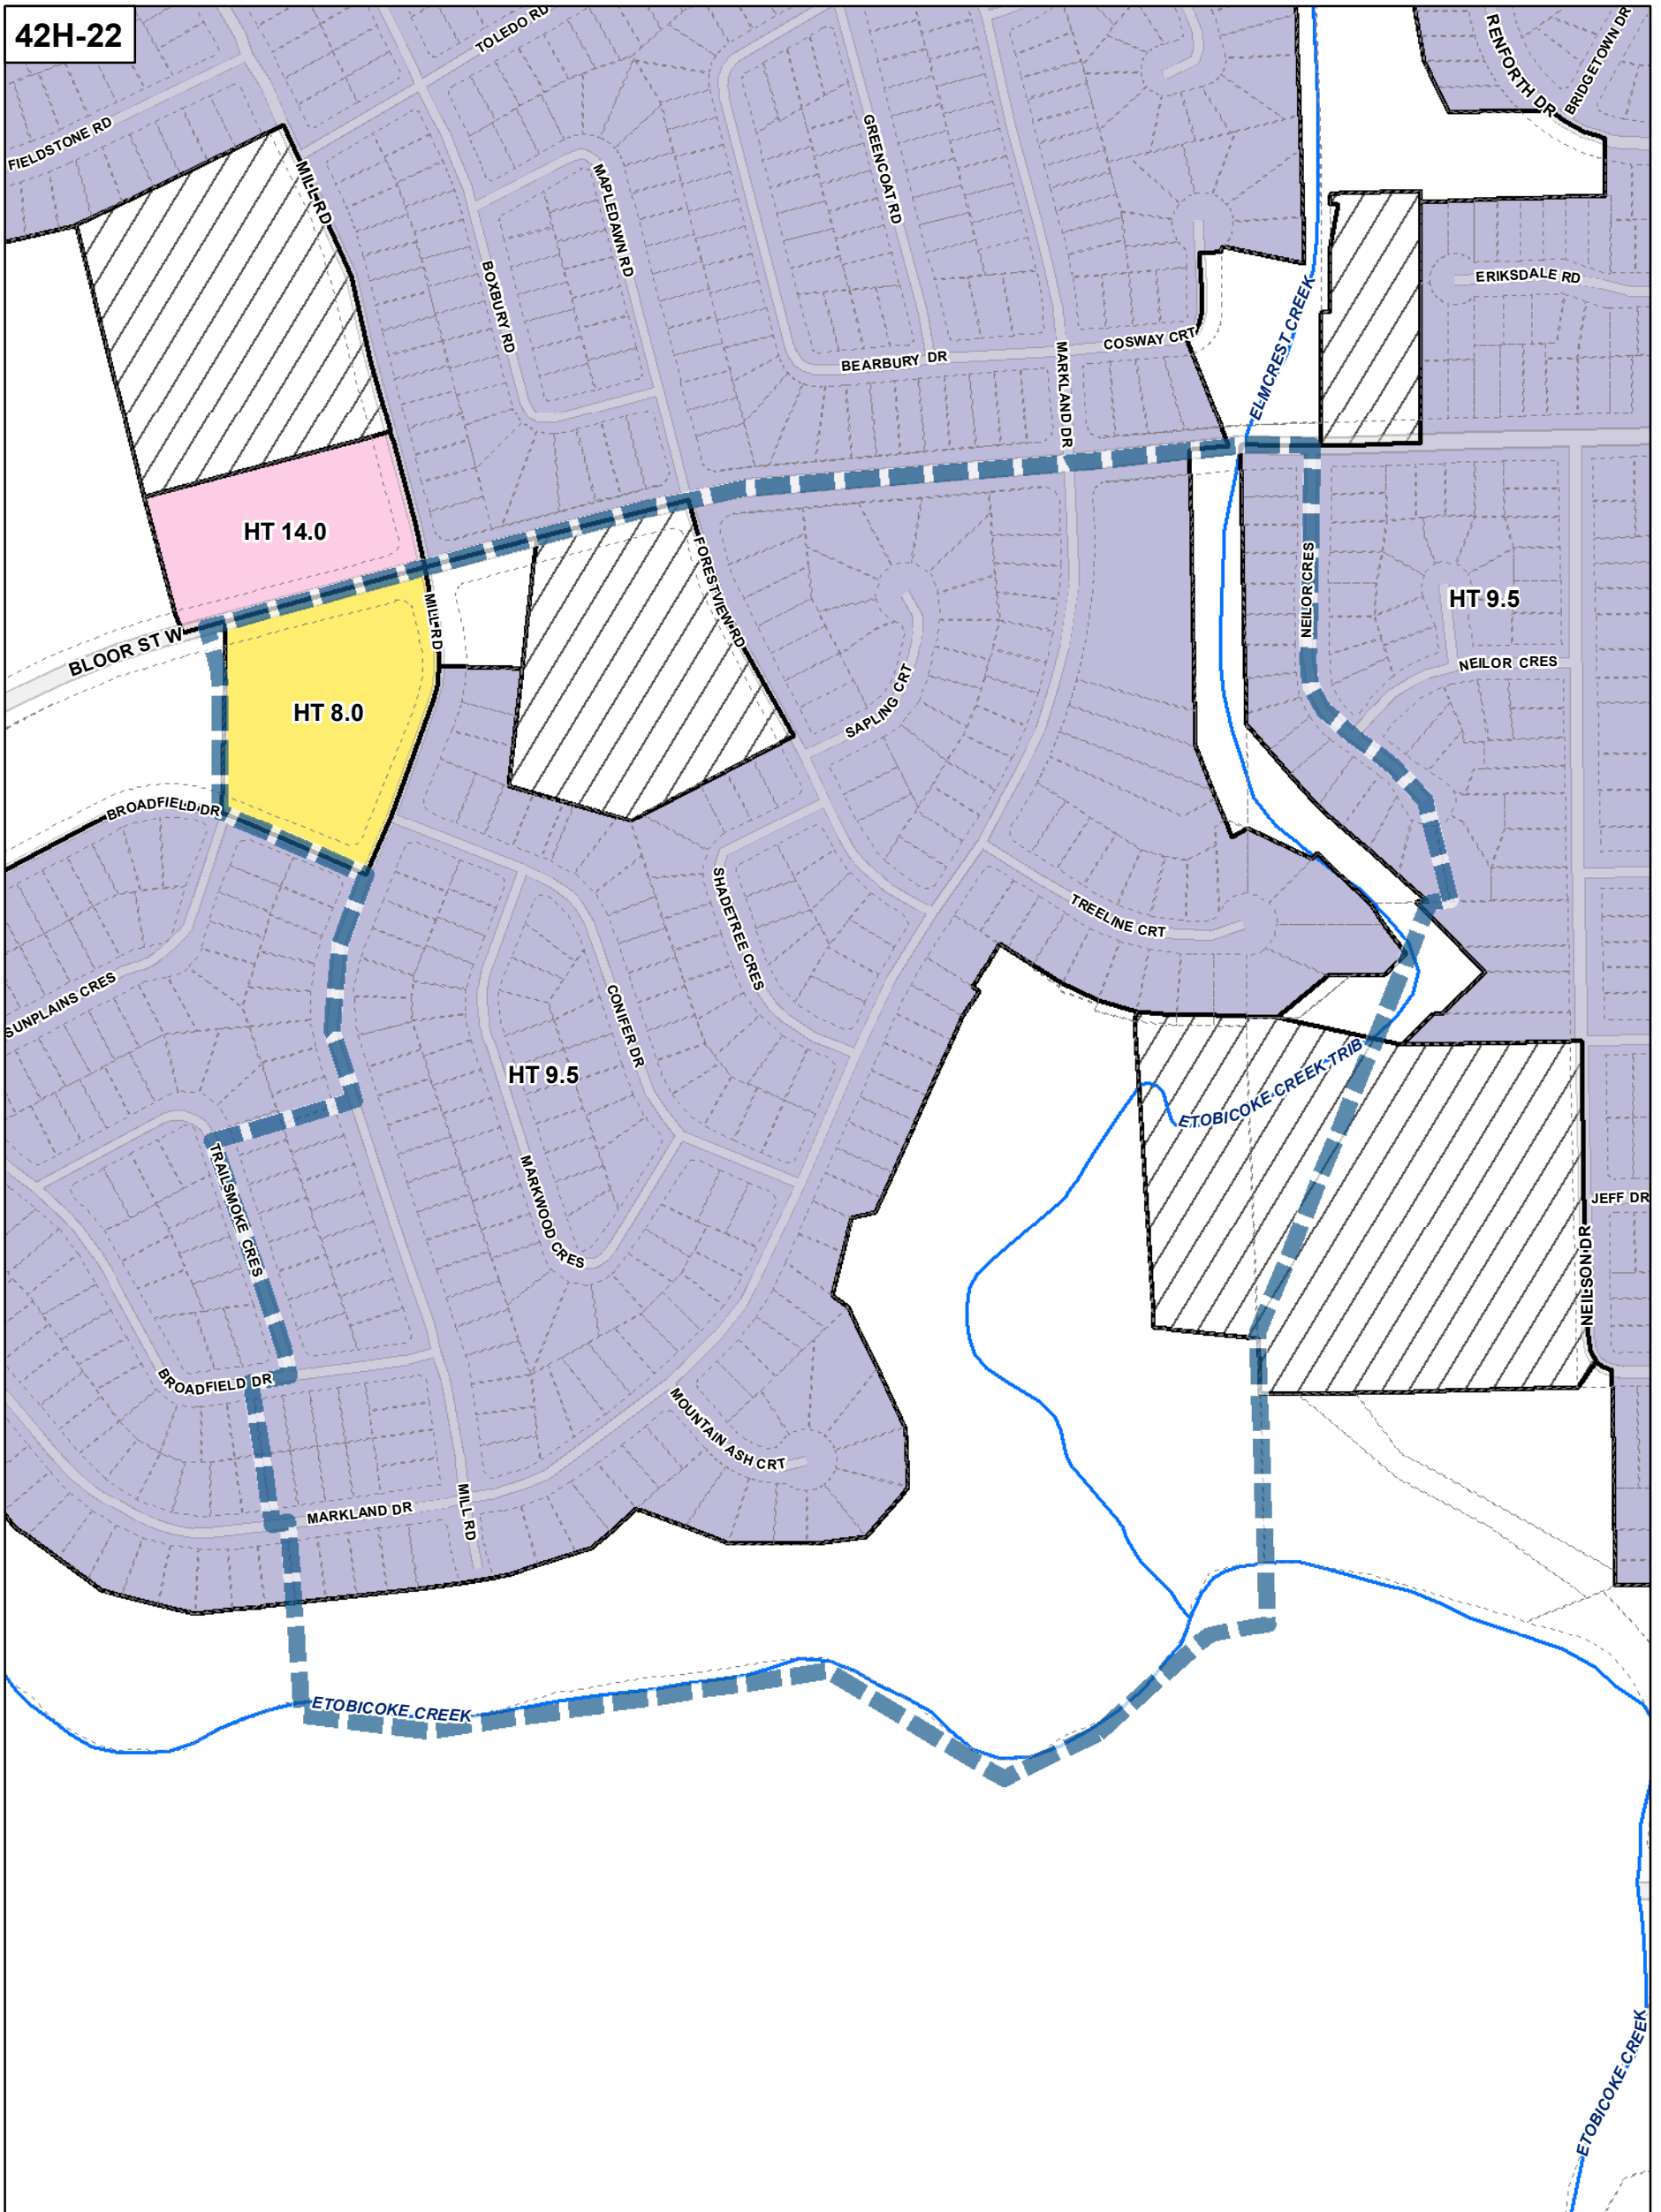 42H-22
TOLEDO RD
RENFORTH DR
BRIDGETOWN DR
FIELDSTONE RD
MILL RD
MAPLEDAWN RD
GREENCOAT RD
BOXBURY RD
ERIKSDALE RD
ELMCREST CREEK
COSWAY CRT
BEARBURY DR
MARKLAND DR
HT 14.0
FORESTVIEW RD
NEILOR CRES
HT 9.5
MILL RD
BLOOR ST W
NEILOR CRES
HT 8.0
SAPLING CRT
BROADFIELD DR
SHADETREE CRES
TREELINE CRT
SUNPLAINS CRES
CONIFER DR
HT 9.5
ETOBICOKE CREEK TRIB
TRAILSMOKE CRES
MARKWOOD CRES
JEFF DR
NEILSON DR
BROADFIELD DR
MOUNTAIN ASH CRT
MARKLAND DR
MILL RD
ETOBICOKE CREEK
ETOBICOKE CREEK